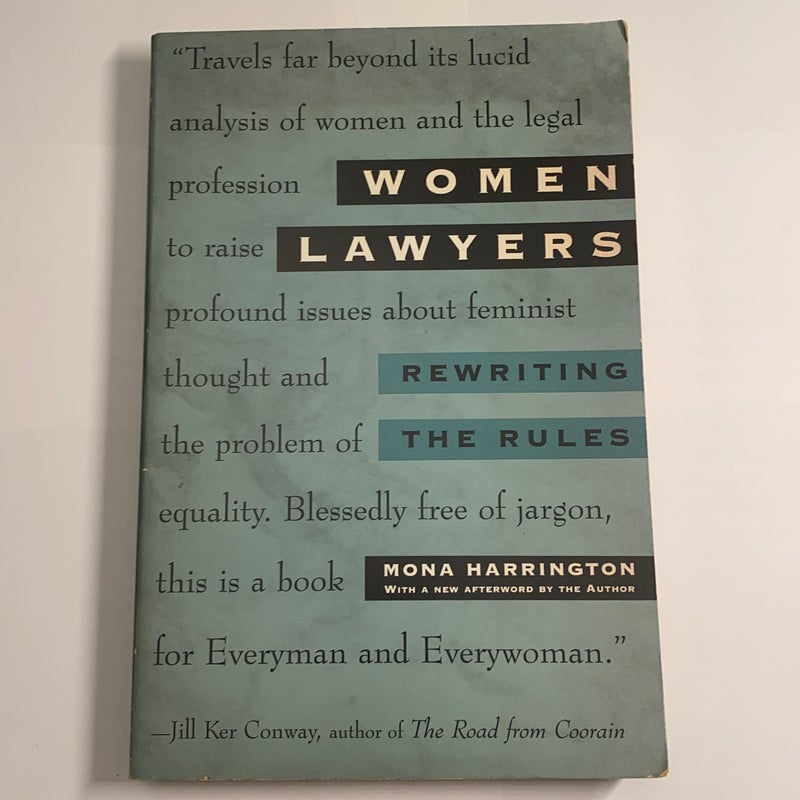 “Travels far beyond its lucid
analysis of women and the legal
profession WOMEN
to raise LAWYERS
profound issues about feminist
thought and REWRITING
the problem of THE RULES
equality. Blessedly free of jargon,
this is a book MONA HARRINGTON
WITH A NEW AFTERWORD BY THE AUTHOR
for Everyman and Everywoman.”
—Jill Ker Conway, author of The Road from Coorain